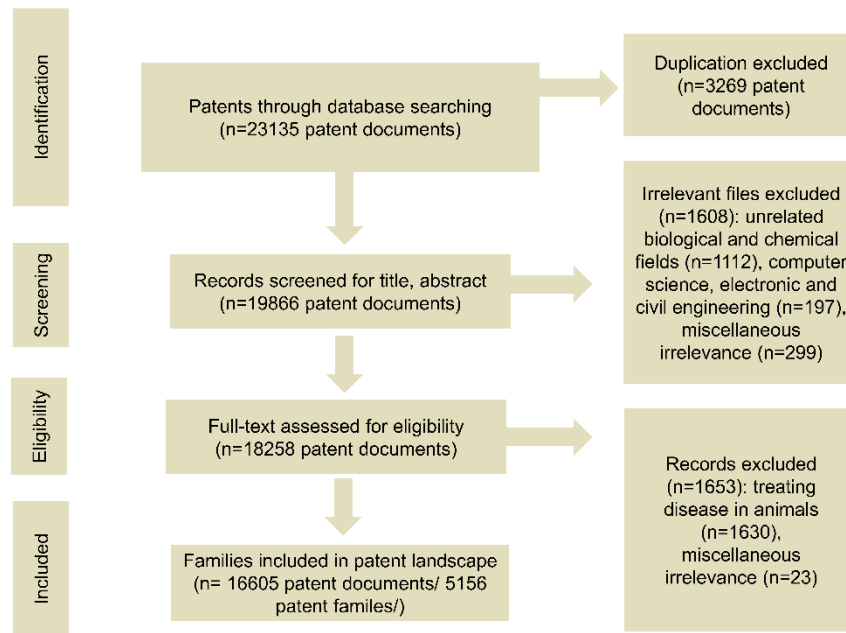 Identification
Patents through database searching
(n=23135 patent documents)
Duplication excluded
(n=3269 patent
documents)
Screening
Records screened for title, abstract
(n=19866 patent documents)
Irrelevant files excluded
(n=1608): unrelated
biological and chemical
fields (n=1112), computer
science, electronic and
civil engineering (n=197),
miscellaneous
irrelevance (n=299)
Eligibility
Full-text assessed for eligibility
(n=18258 patent documents)
Records excluded
(n=1653): treating
disease in animals
(n=1630),
miscellaneous
irrelevance (n=23)
Included
Families included in patent landscape
(n= 16605 patent documents/ 5156
patent familes/)